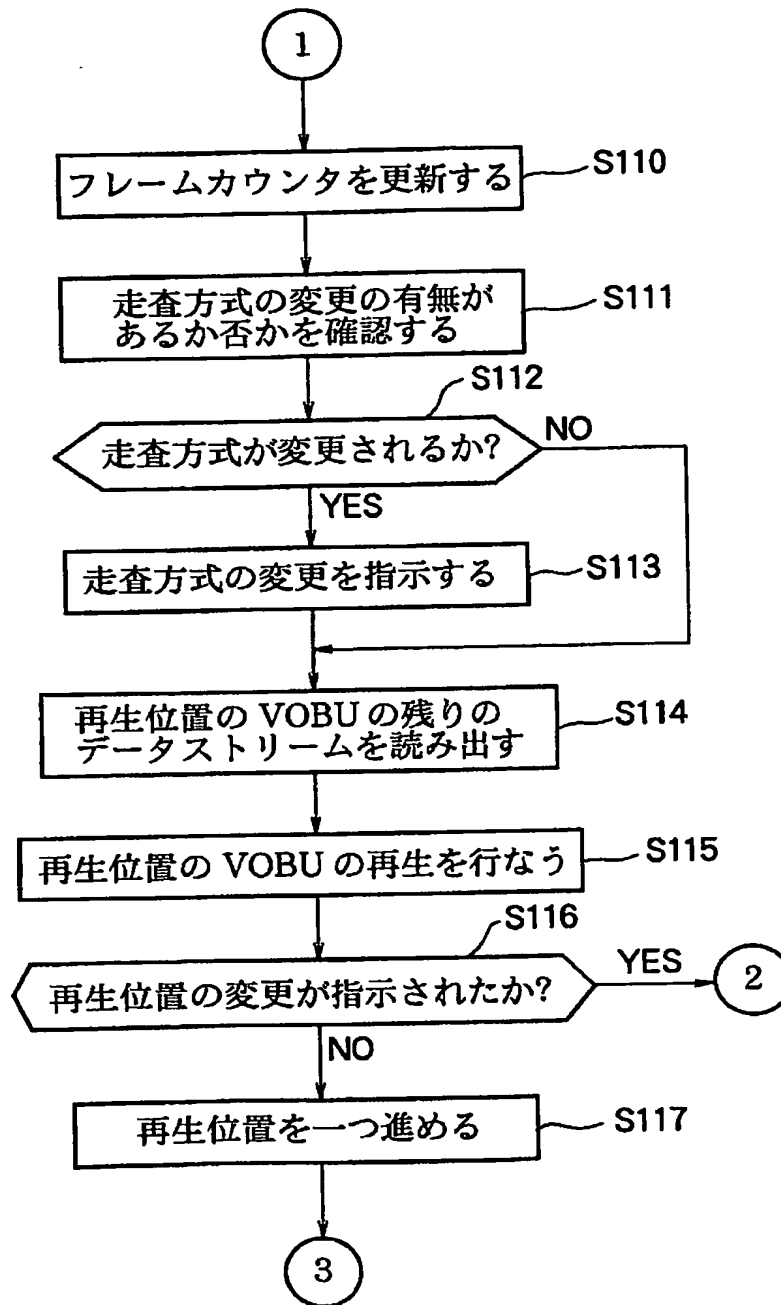 1
フレームカウンタを更新する
S110
走査方式の変更の有無が
あるか否かを確認する
S111
S112
走査方式が変更されるか?
NO
YES
走査方式の変更を指示する
S113
再生位置の VOBU の残りの
データストリームを読み出す
S114
再生位置の VOBU の再生を行なう
S115
S116
再生位置の変更が指示されたか?
YES
2
NO
再生位置を一つ進める
S117
3